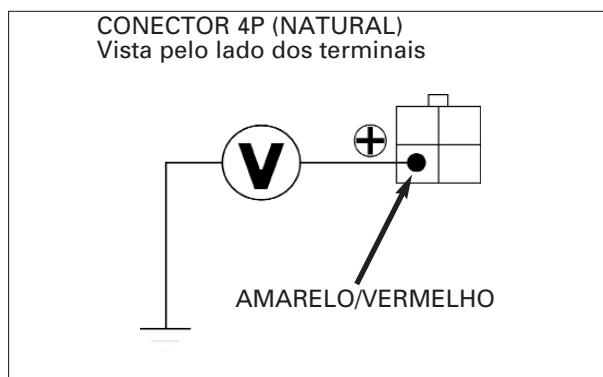 CONECTOR 4P (NATURAL)
Vista pelo lado dos terminais
V
+
AMARELO/VERMELHO